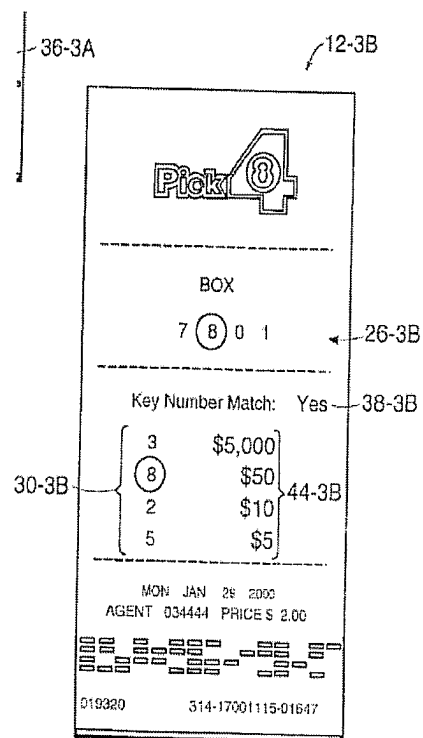 36-3A
12-3B
Pick 4
8
BOX
7 8 0 1
26-3B
Key Number Match: Yes
38-3B
3 $5,000
8 $50
30-3B
44-3B
2 $10
5 $5
MON JAN 29 2000
AGENT 034444 PRICE $ 2.00
019320 314-17001115-01647